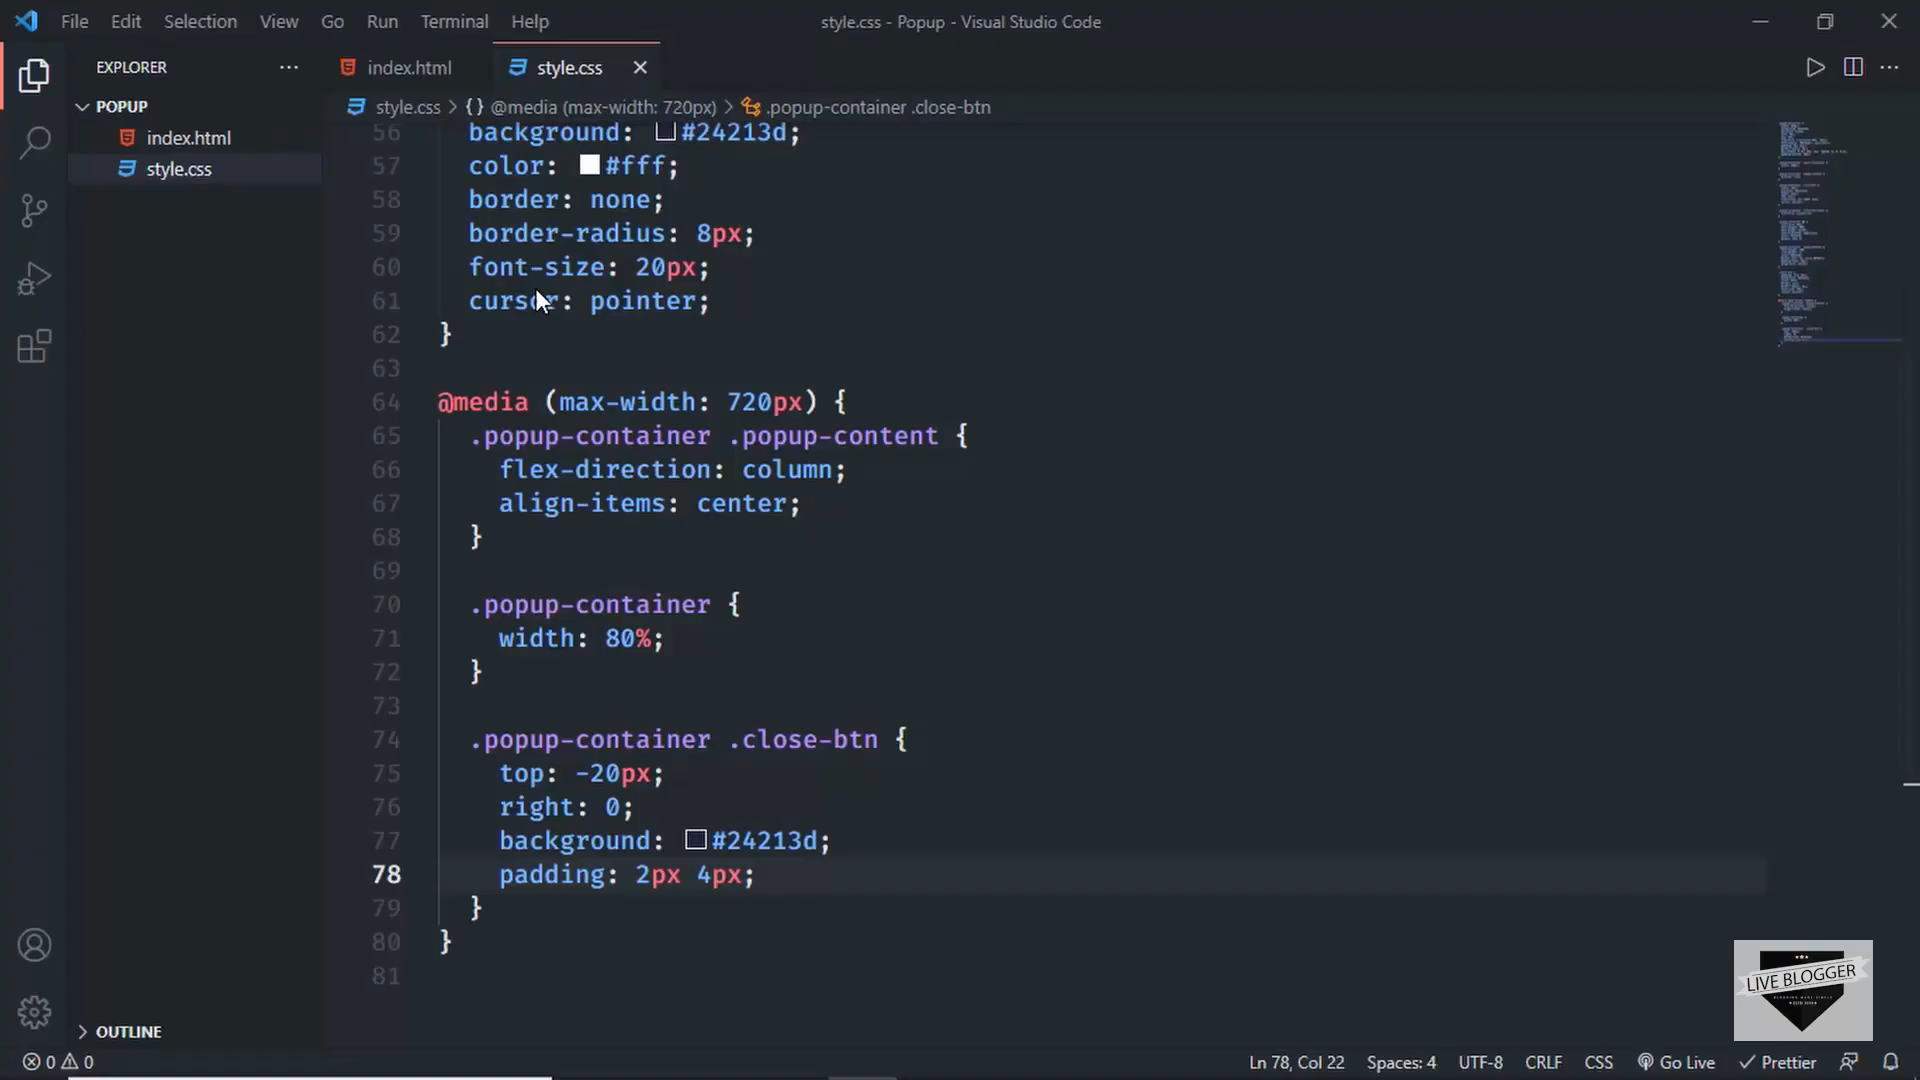 File Edit Selection View Go Run Terminal Help
style.css - Popup - Visual Studio Code
EXPLORER
index.html
style.css
POPUP
index.html
style.css
style.css > {} @media (max-width: 720px) > .popup-container .close-btn
56 background: #24213d;
57 color: #fff;
58 border: none;
59 border-radius: 8px;
60 font-size: 20px;
61 cursor: pointer;
62 }
63
64 @media (max-width: 720px) {
65 .popup-container .popup-content {
66 flex-direction: column;
67 align-items: center;
68 }
69
70 .popup-container {
71 width: 80%;
72 }
73
74 .popup-container .close-btn {
75 top: -20px;
76 right: 0;
77 background: #24213d;
78 padding: 2px 4px;
79 }
80 }
81
LIVE BLOGGER
OUTLINE
0 0
Ln 78, Col 22 Spaces: 4 UTF-8 CRLF CSS Go Live Prettier